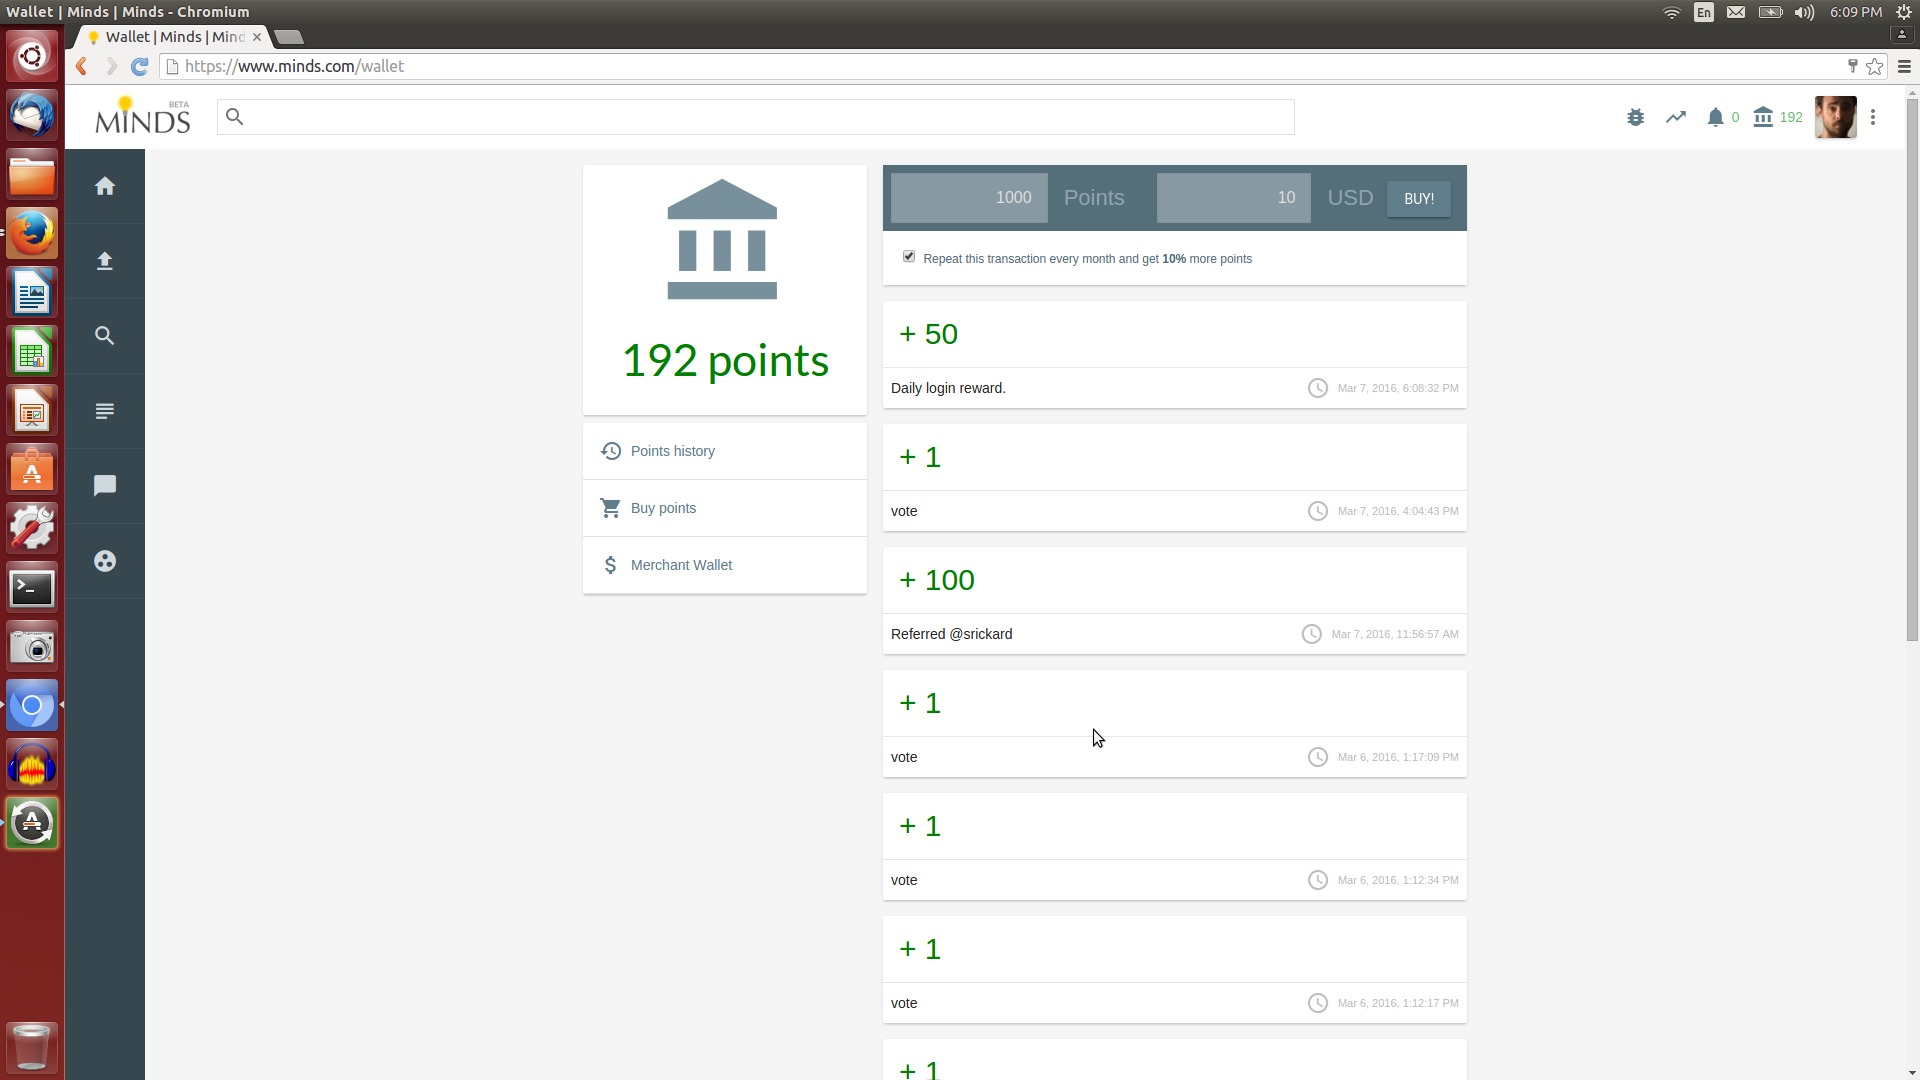 Wallet | Minds | Minds - Chromium
En
6:09 PM
Wallet | Minds | Mind
https://www.minds.com/wallet
MINDS
BETA
0
192
1000
Points
10
USD
BUY!
Repeat this transaction every month and get 10% more points
192 points
Points history
Buy points
Merchant Wallet
+ 50
Daily login reward.
Mar 7, 2016, 6:08:32 PM
+ 1
vote
Mar 7, 2016, 4:04:43 PM
+ 100
Referred @srickard
Mar 7, 2016, 11:56:57 AM
+ 1
vote
Mar 6, 2016, 1:17:09 PM
+ 1
vote
Mar 6, 2016, 1:12:34 PM
+ 1
vote
Mar 6, 2016, 1:12:17 PM
+ 1